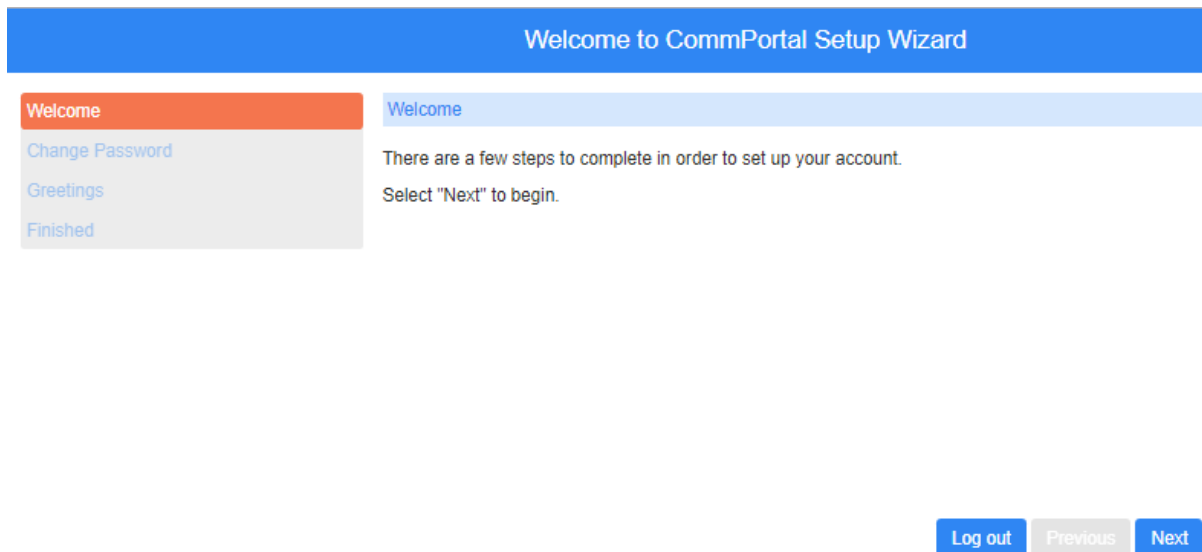 Welcome to CommPortal Setup Wizard
Welcome
Change Password
Greetings
Finished
Welcome
There are a few steps to complete in order to set up your account.
Select "Next" to begin.
Log out
Previous
Next